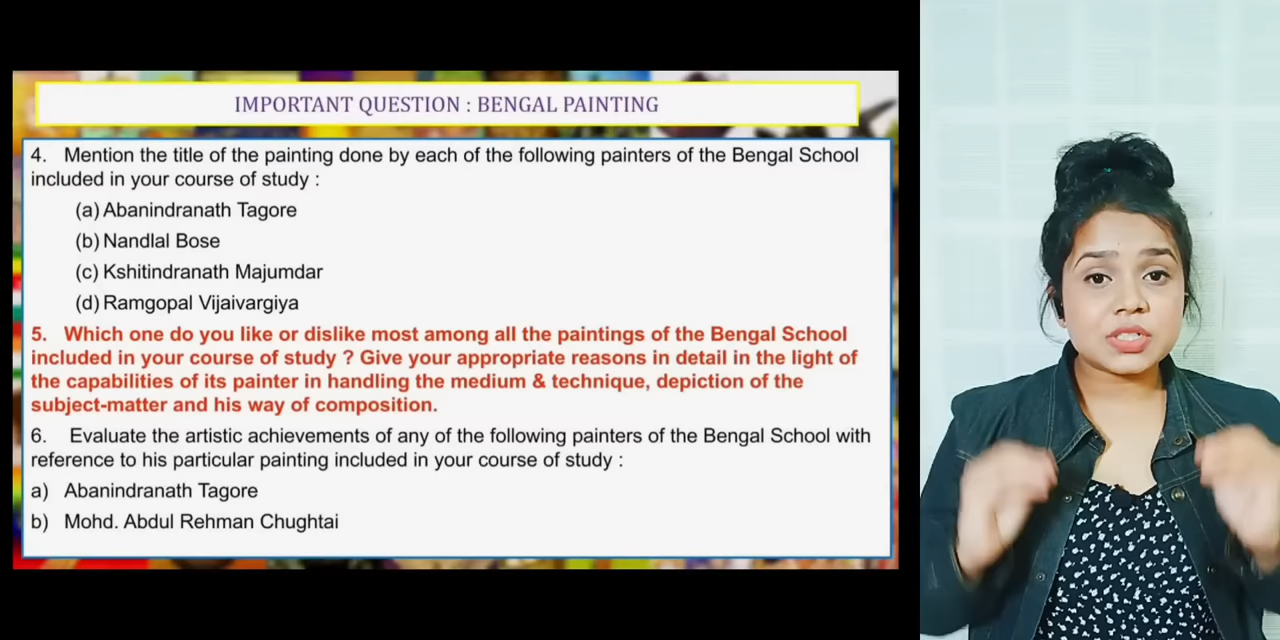 IMPORTANT QUESTION : BENGAL PAINTING
4. Mention the title of the painting done by each of the following painters of the Bengal School
included in your course of study :
(a) Abanindranath Tagore
(b) Nandlal Bose
(c) Kshitindranath Majumdar
(d) Ramgopal Vijaivargiya
5. Which one do you like or dislike most among all the paintings of the Bengal School
included in your course of study ? Give your appropriate reasons in detail in the light of
the capabilities of its painter in handling the medium & technique, depiction of the
subject-matter and his way of composition.
6. Evaluate the artistic achievements of any of the following painters of the Bengal School with
reference to his particular painting included in your course of study :
a) Abanindranath Tagore
b) Mohd. Abdul Rehman Chughtai